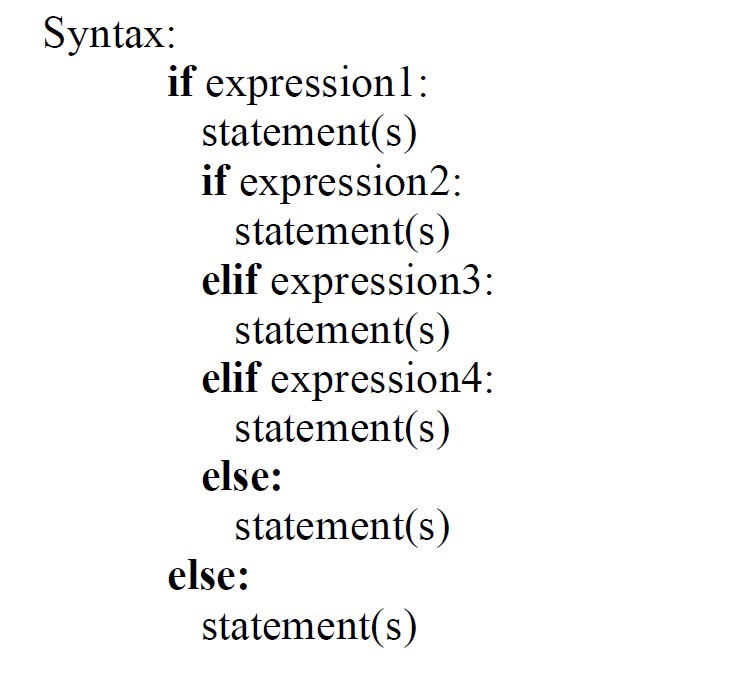 Syntax:
if expression1:
statement(s)
if expression2:
statement(s)
elif expression3:
statement(s)
elif expression4:
statement(s)
else:
statement(s)
else:
statement(s)